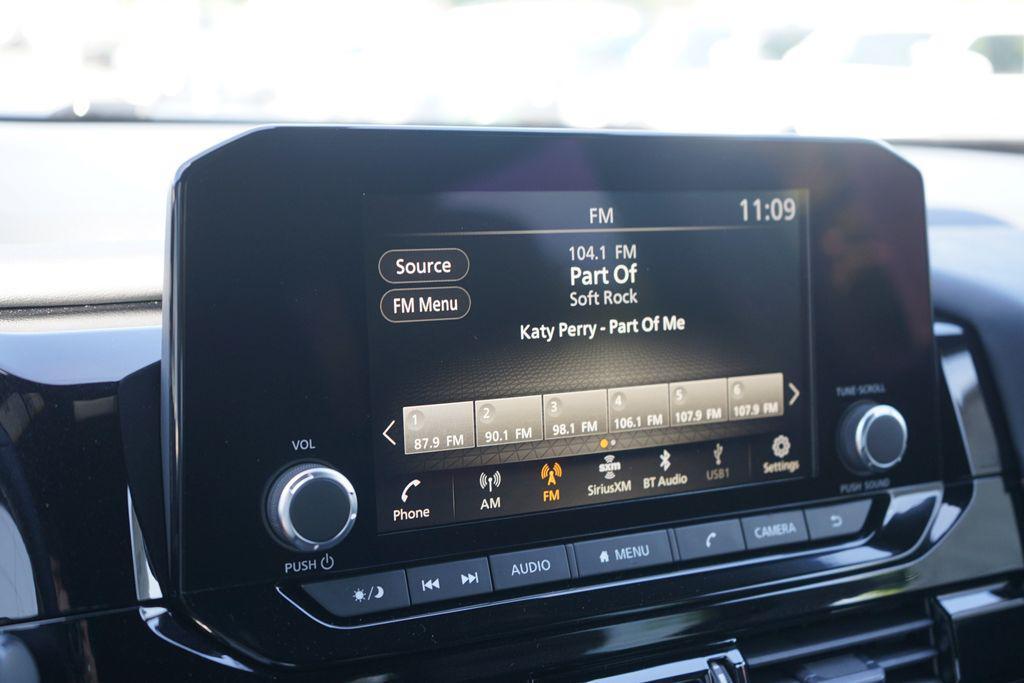 FM 11:09
104.1 FM
Source
Part Of
Soft Rock
FM Menu
Katy Perry - Part Of Me
1 2 3 4 5 6
87.9 FM 90.1 FM 98.1 FM 106.1 FM 107.9 FM 107.9 FM
Phone AM FM SXM SiriusXM BT Audio USB1 Settings
VOL
PUSH
TUNE·SCROLL
PUSH SOUND
AUDIO MENU CAMERA